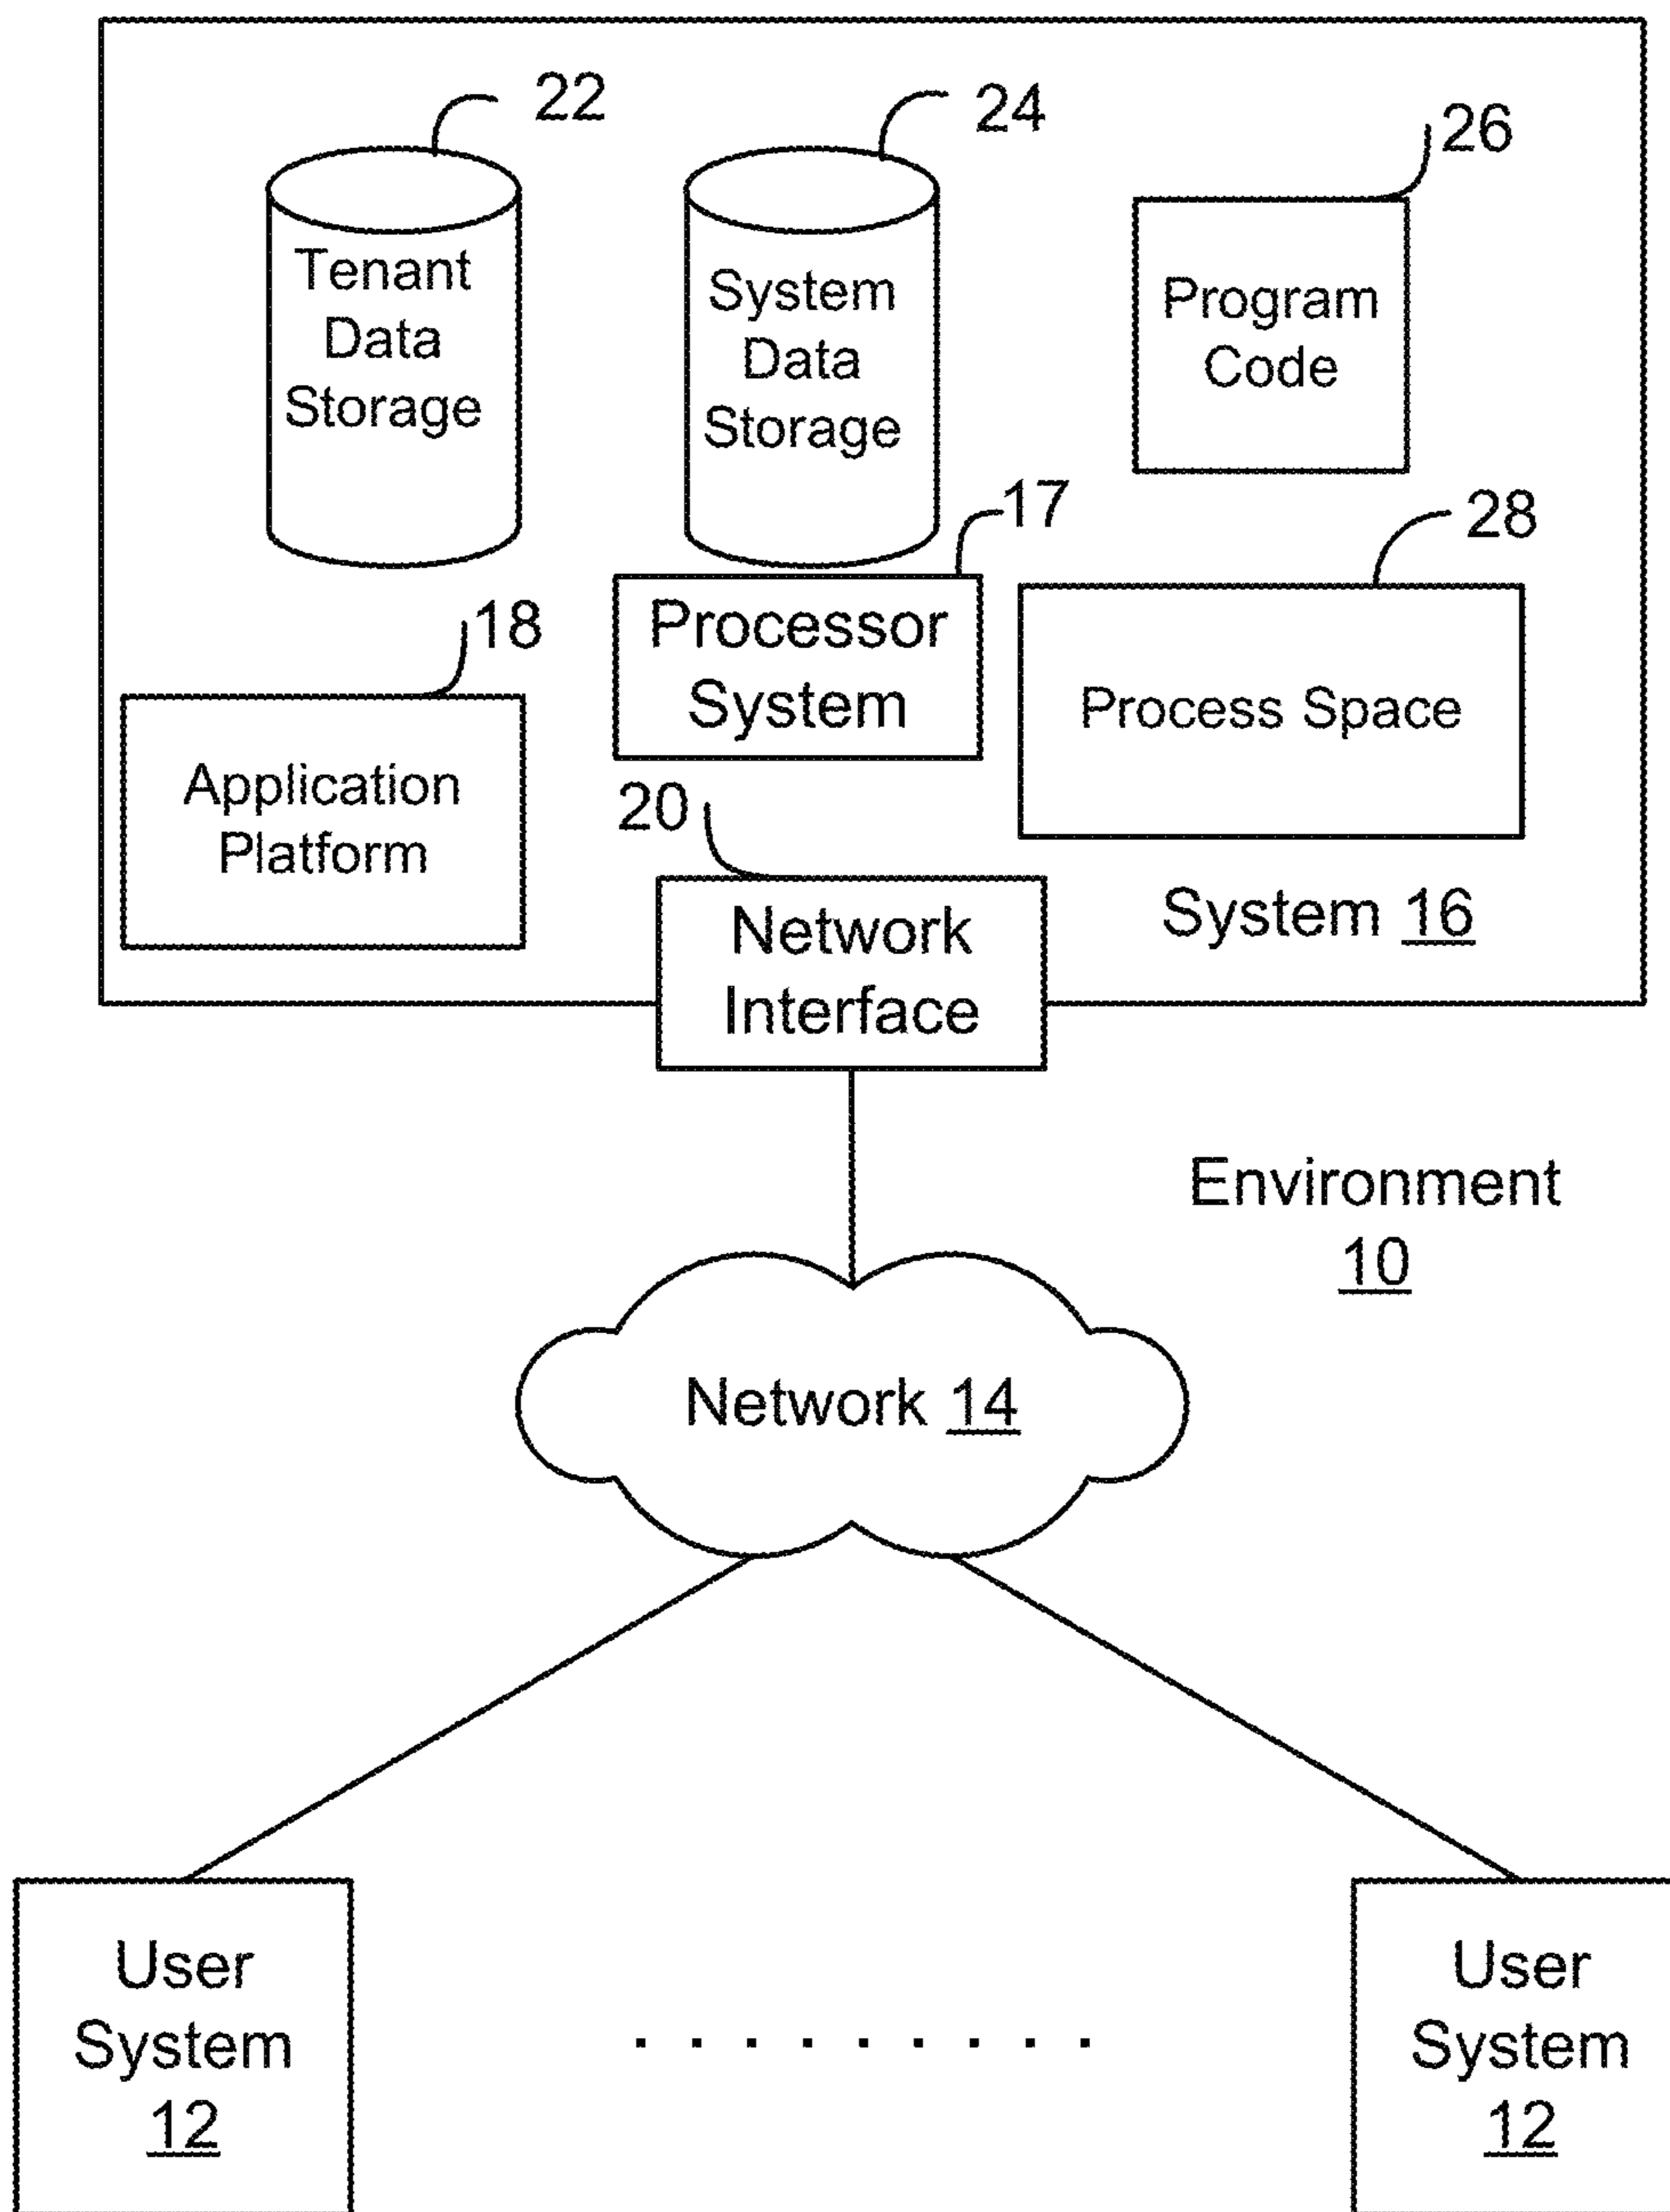 22
24
26
Tenant
Data
Storage
System
Data
Storage
Program
Code
17
28
18
Processor
System
Process Space
Application
Platform
20
Network
Interface
System 16
Environment
10
Network 14
User
System
12
. . . . . . . . .
User
System
12